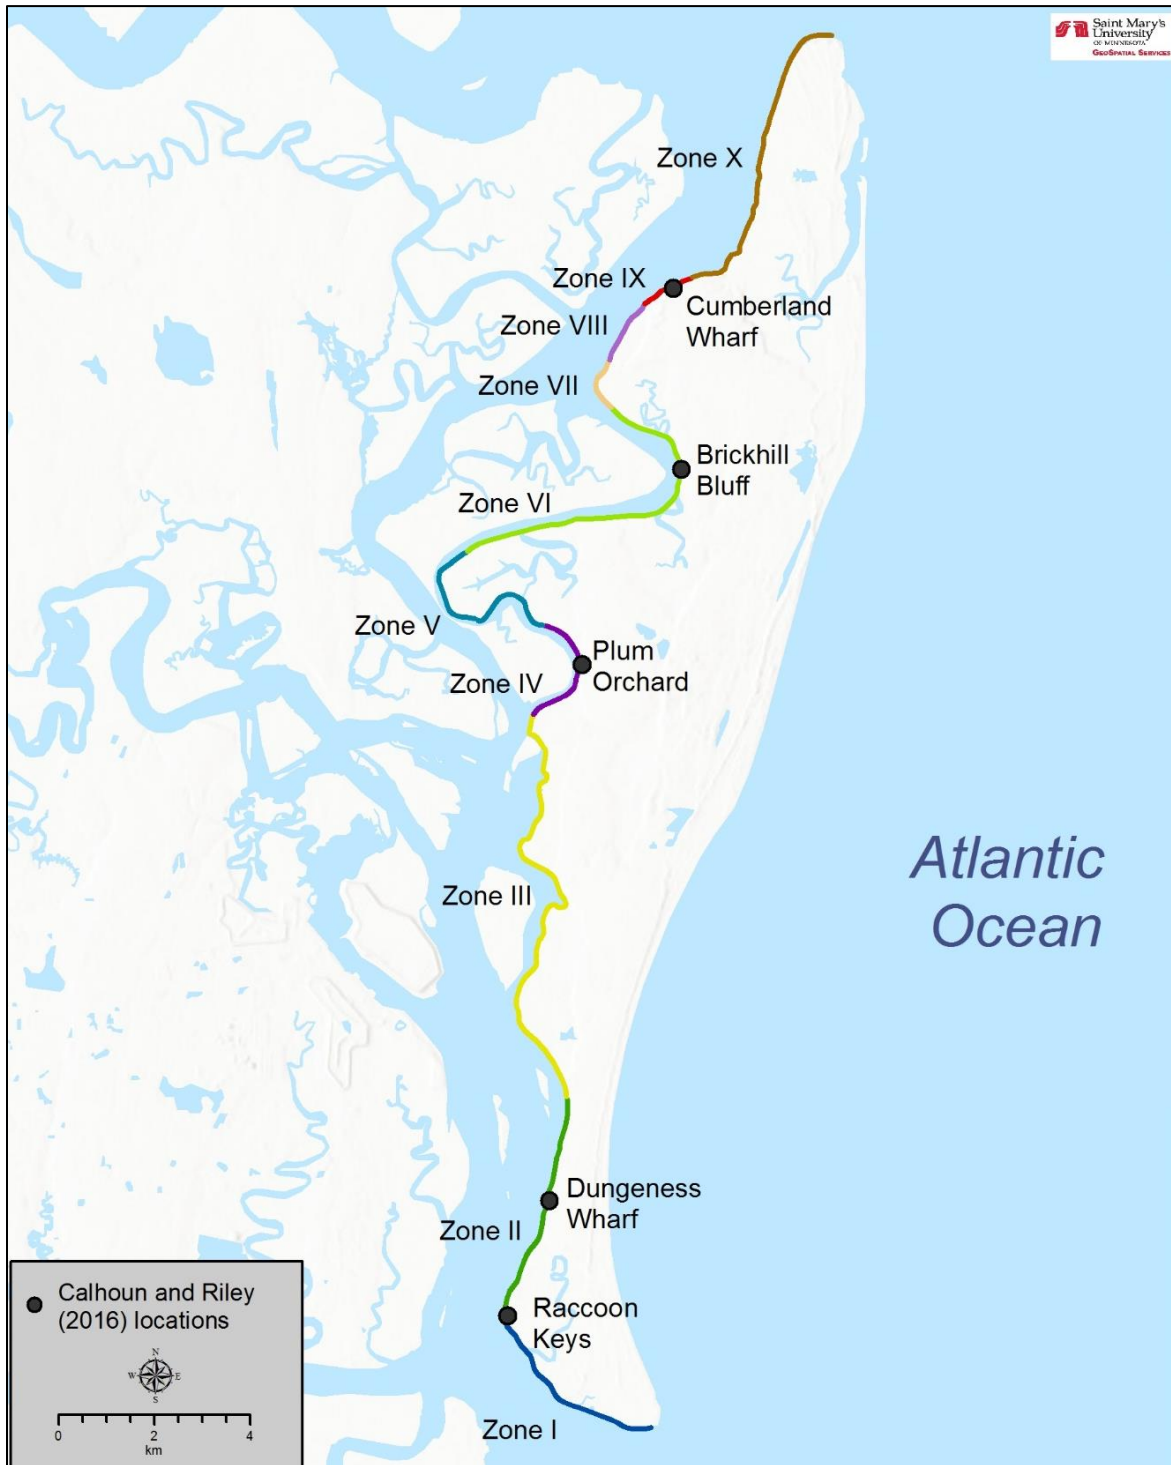 Saint Mary's
University
OF MINNESOTA
GEOSPATIAL SERVICES
Zone X
Zone IX
Cumberland
Wharf
Zone VIII
Zone VII
Brickhill
Bluff
Zone VI
Zone V
Plum
Orchard
Zone IV
Atlantic
Ocean
Zone III
Dungeness
Wharf
Zone II
Raccoon
Keys
Zone I
Calhoun and Riley
(2016) locations
N
W E
S
0 2 4
km